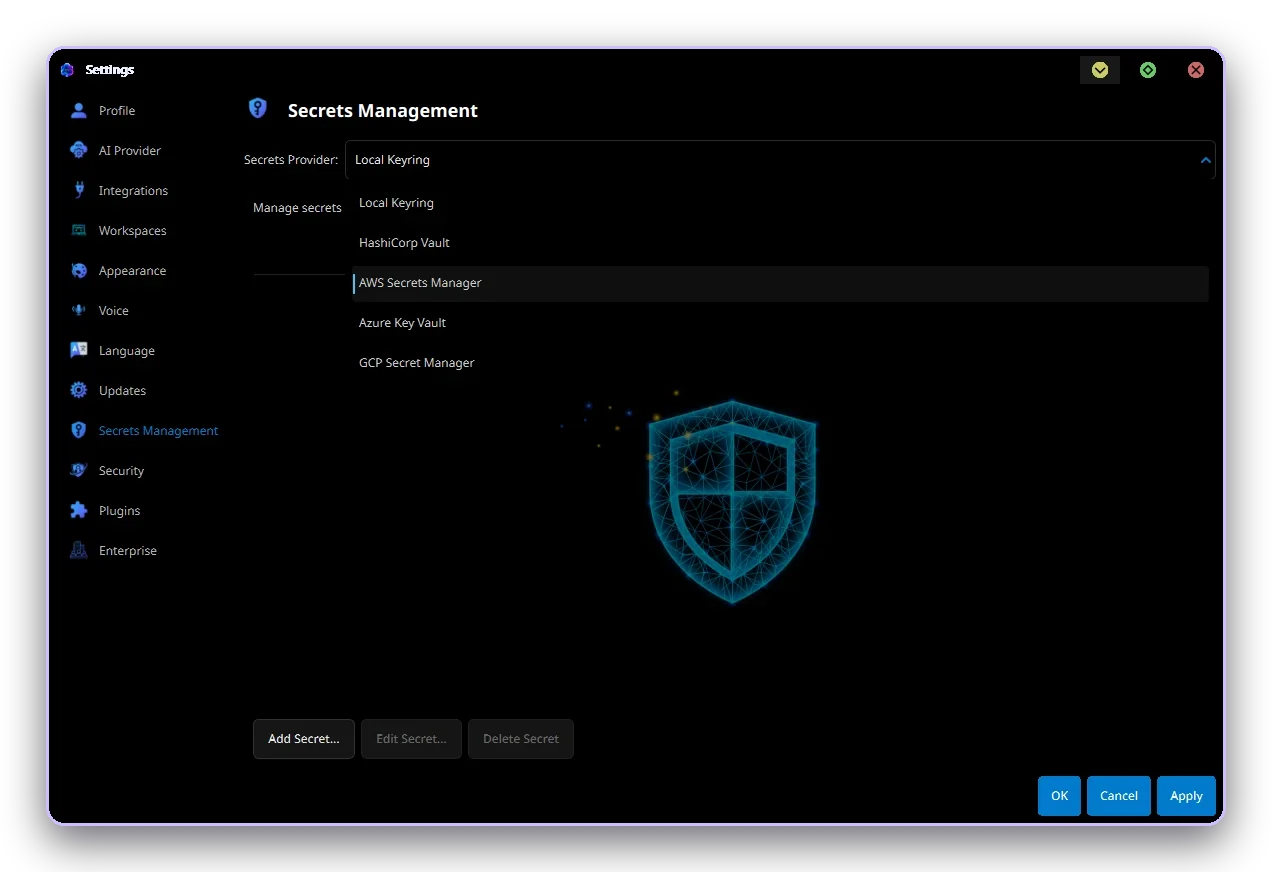 Settings
Profile
AI Provider
Integrations
Workspaces
Appearance
Voice
Language
Updates
Secrets Management
Security
Plugins
Enterprise
Secrets Management
Secrets Provider: Local Keyring
Manage secrets
Local Keyring
HashiCorp Vault
AWS Secrets Manager
Azure Key Vault
GCP Secret Manager
Add Secret... Edit Secret... Delete Secret
OK Cancel Apply